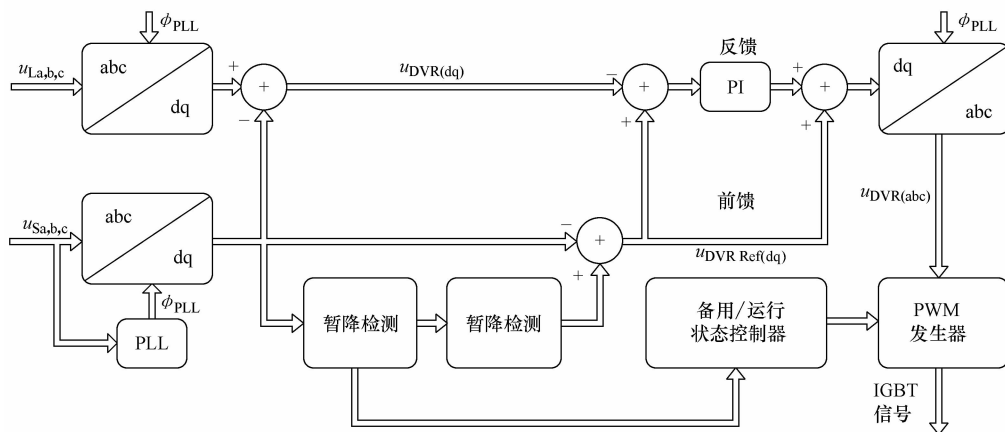 ϕPLL
ϕPLL
反馈
uLa,b,c
abc
dq
+
+
−
uDVR(dq)
−
+
+
PI
+
+
+
dq
abc
前馈
uDVR(abc)
uSa,b,c
abc
dq
−
+
+
uDVR Ref(dq)
ϕPLL
PLL
暂降检测
暂降检测
备用/运行
状态控制器
PWM
发生器
IGBT
信号